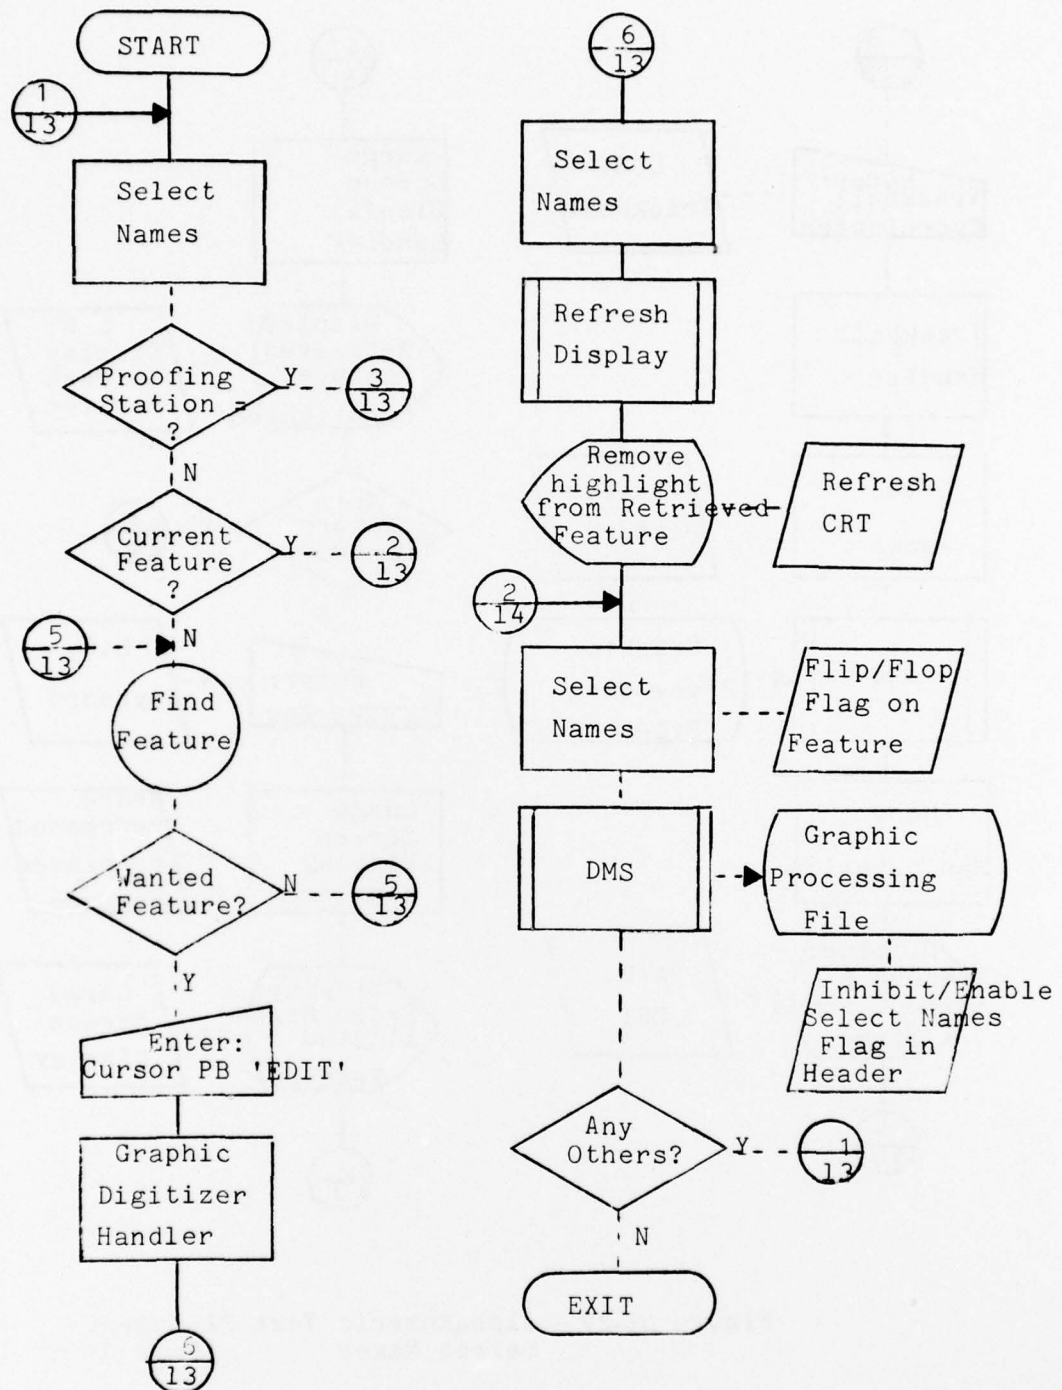 START
1
13
Select
Names
Proofing
Station =
?
Y
3
13
N
Current
Feature
?
Y
2
13
N
5
13
Find
Feature
Wanted
Feature?
N
5
13
Y
Enter:
Cursor PB 'EDIT'
Graphic
Digitizer
Handler
6
13
6
13
Select
Names
Refresh
Display
Remove
highlight
from Retrieved
Feature
Refresh
CRT
2
14
Select
Names
Flip/Flop
Flag on
Feature
DMS
Graphic
Processing
File
Inhibit/Enable
Select Names
Flag in
Header
Any
Others?
Y
1
13
N
EXIT